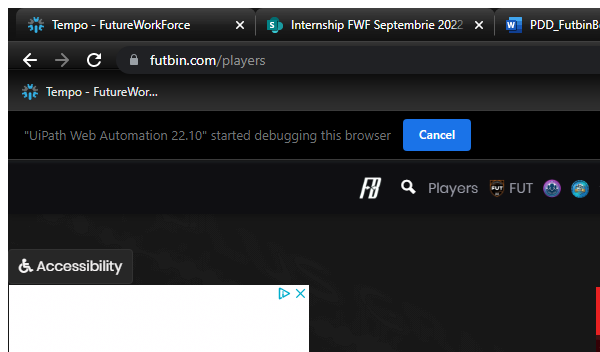 Tempo - FutureWorkForce
Internship FWF Septembrie 2022
PDD_FutbinB
futbin.com/players
Tempo - FutureWor...
"UiPath Web Automation 22.10" started debugging this browser
Cancel
FB
Players
FUT
FUT
Accessibility